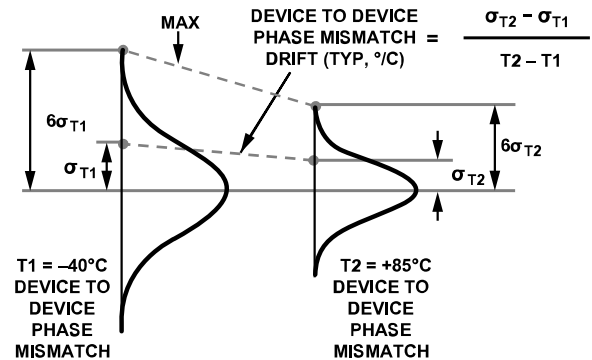 MAX
DEVICE TO DEVICE
PHASE MISMATCH =
DRIFT (TYP, °/C)
σT2 – σT1
T2 – T1
6σT1
σT1
6σT2
σT2
T1 = –40°C
DEVICE TO
DEVICE
PHASE
MISMATCH
T2 = +85°C
DEVICE TO
DEVICE
PHASE
MISMATCH